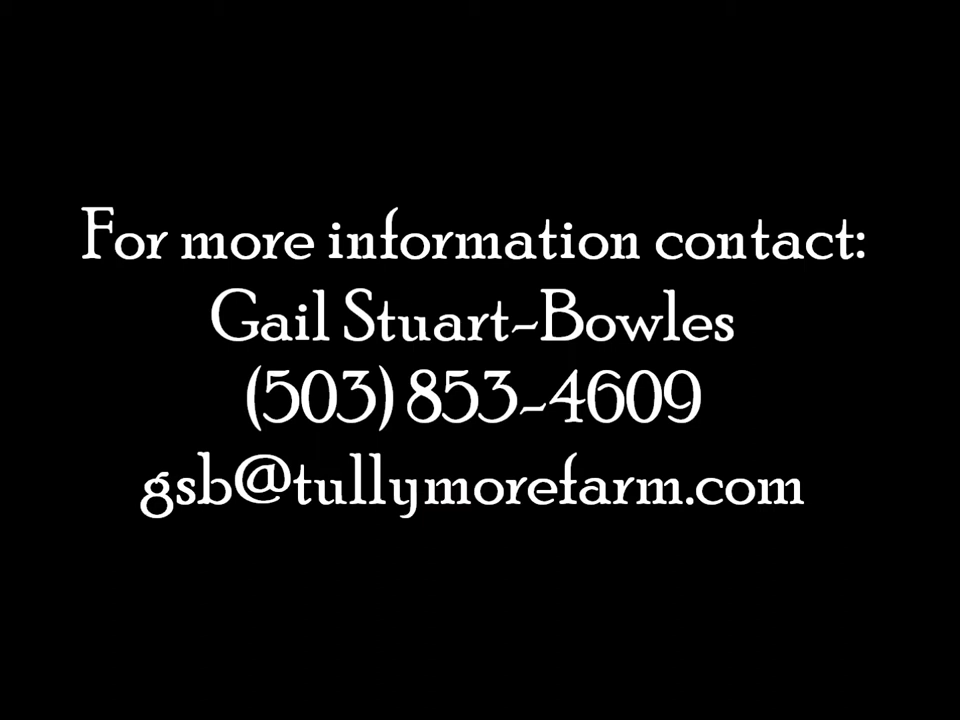 For more information contact:
Gail Stuart-Bowles
(503) 853-4609
gsb@tullymorefarm.com